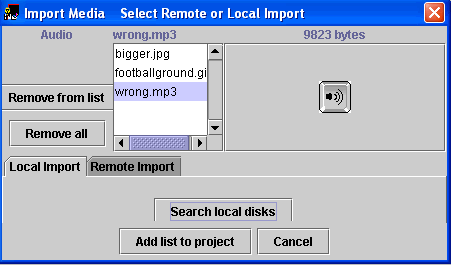 Import Media Select Remote or Local Import
Audio wrong.mp3 9823 bytes
bigger.jpg
footballground.gi
wrong.mp3
Remove from list
Remove all
Local Import Remote Import
Search local disks
Add list to project Cancel